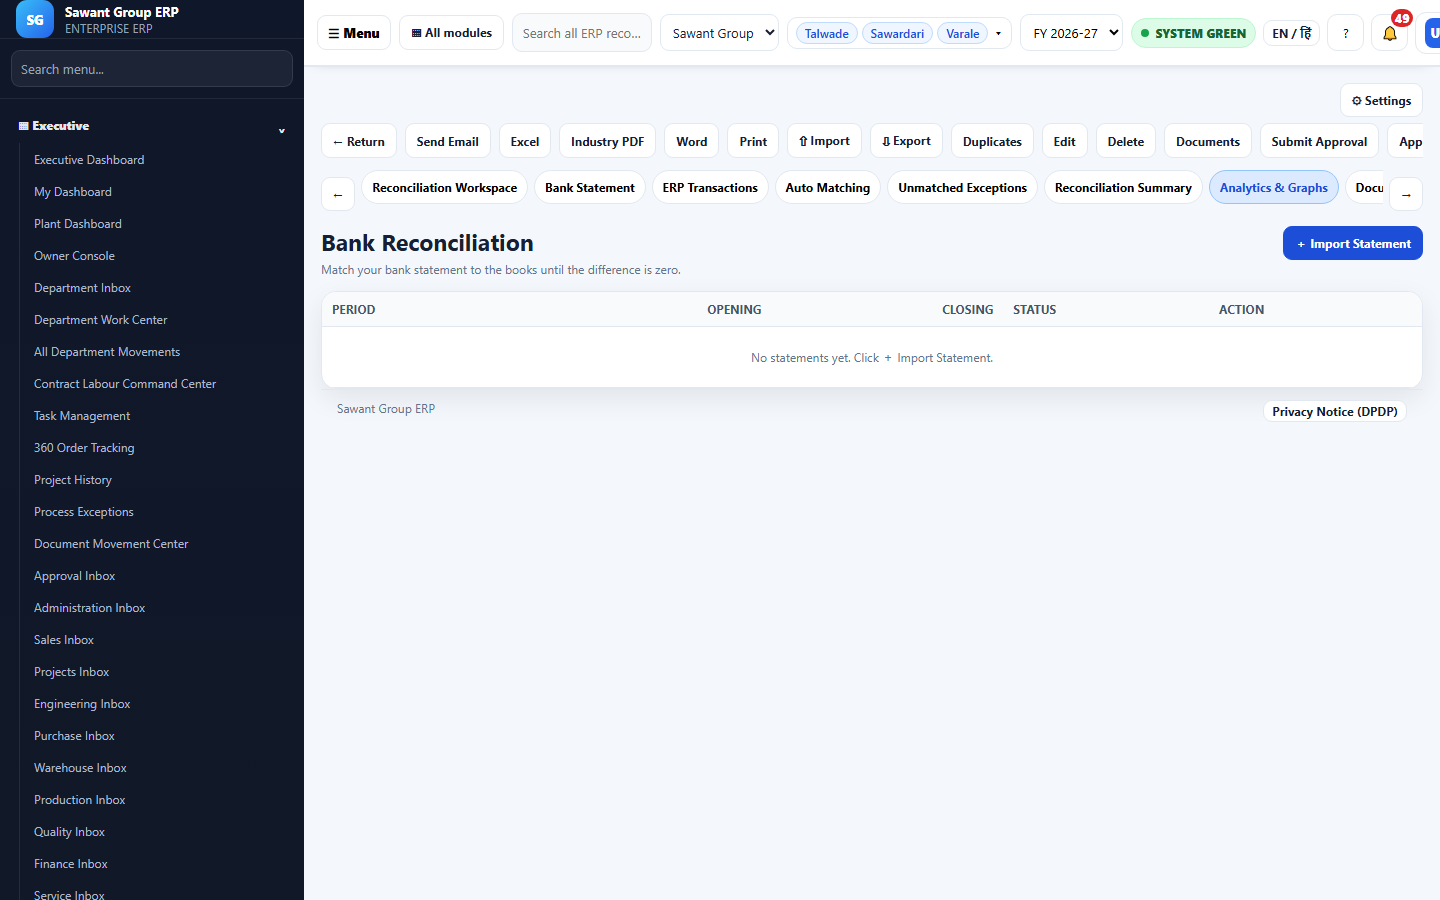 SG
Sawant Group ERP
ENTERPRISE ERP
Search menu...
Executive
Executive Dashboard
My Dashboard
Plant Dashboard
Owner Console
Department Inbox
Department Work Center
All Department Movements
Contract Labour Command Center
Task Management
360 Order Tracking
Project History
Process Exceptions
Document Movement Center
Approval Inbox
Administration Inbox
Sales Inbox
Projects Inbox
Engineering Inbox
Purchase Inbox
Warehouse Inbox
Production Inbox
Quality Inbox
Finance Inbox
Service Inbox
☰ Menu
All modules
Search all ERP reco...
Sawant Group
Talwade Sawardari Varale
FY 2026-27
SYSTEM GREEN
EN / हिं
?
49
U
⚙ Settings
← Return
Send Email
Excel
Industry PDF
Word
Print
⇧ Import
⇩ Export
Duplicates
Edit
Delete
Documents
Submit Approval
App
←
Reconciliation Workspace
Bank Statement
ERP Transactions
Auto Matching
Unmatched Exceptions
Reconciliation Summary
Analytics & Graphs
Docu
→
Bank Reconciliation
+ Import Statement
Match your bank statement to the books until the difference is zero.
PERIOD OPENING CLOSING STATUS ACTION
No statements yet. Click + Import Statement.
Sawant Group ERP
Privacy Notice (DPDP)